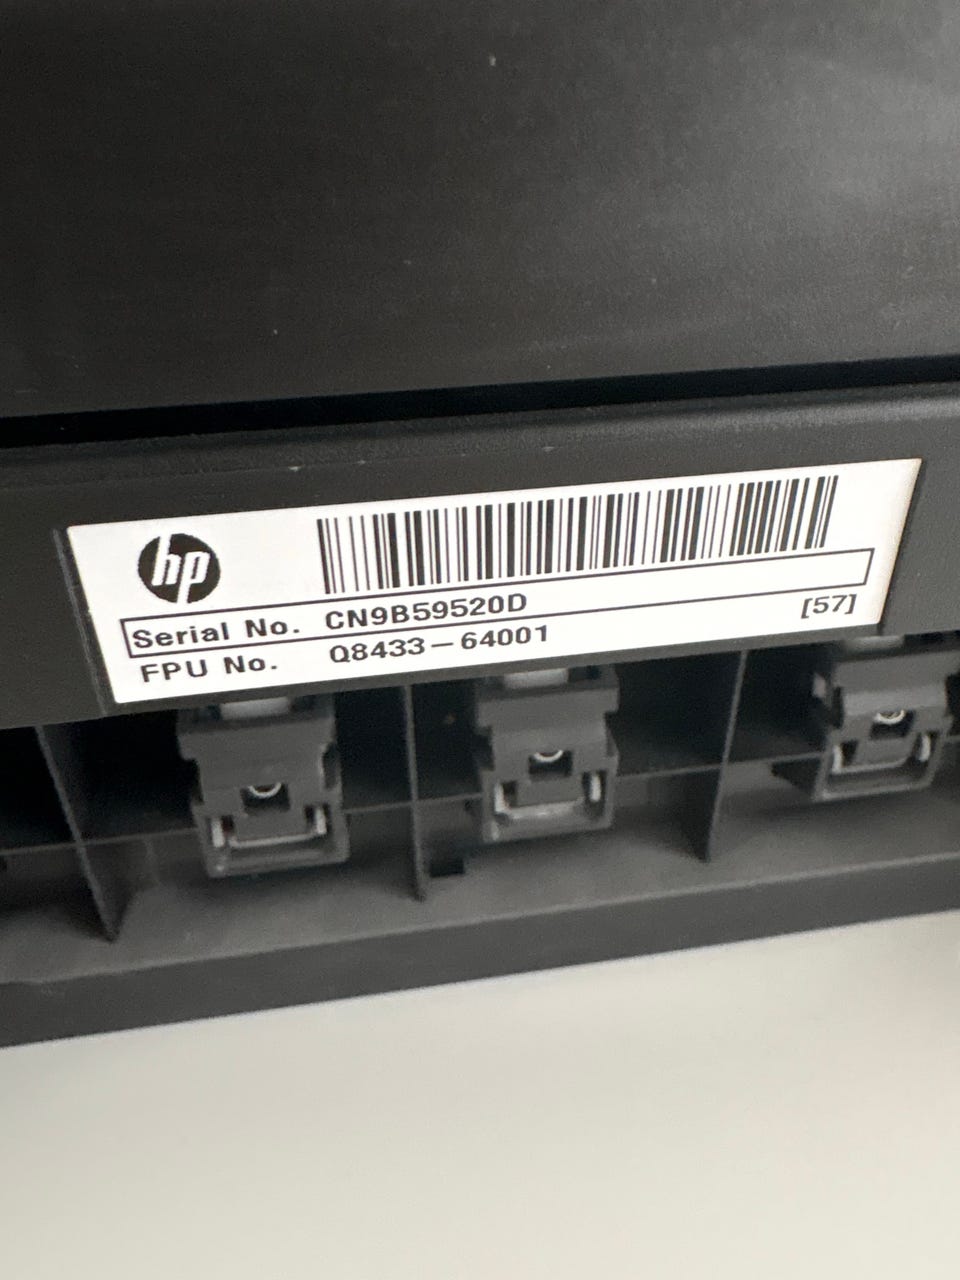 hp
Serial No. CN9B59520D
FPU No. Q8433-64001 [57]